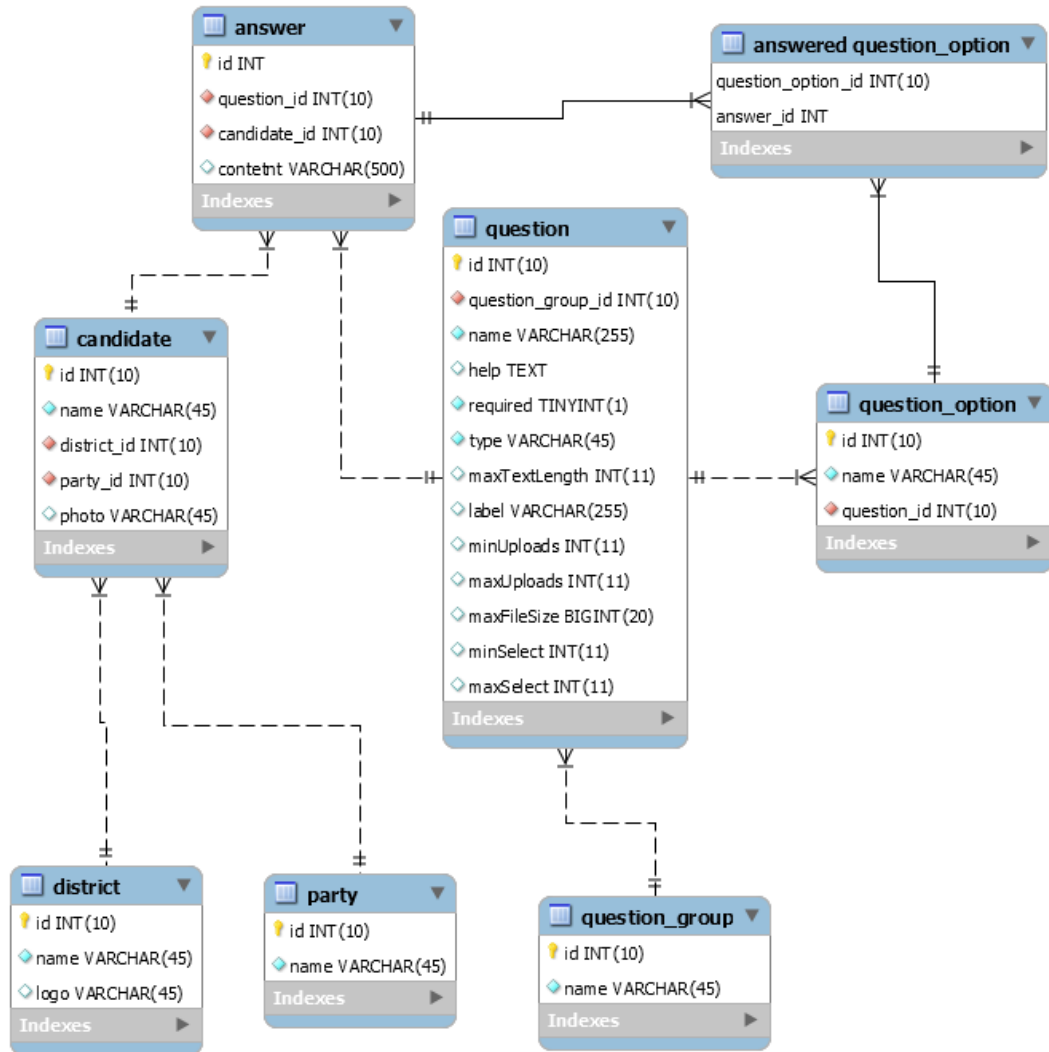 answer
id INT
question_id INT(10)
candidate_id INT(10)
contetnt VARCHAR(500)
Indexes
answered question_option
question_option_id INT(10)
answer_id INT
Indexes
question
id INT(10)
question_group_id INT(10)
name VARCHAR(255)
help TEXT
required TINYINT(1)
type VARCHAR(45)
maxTextLength INT(11)
label VARCHAR(255)
minUploads INT(11)
maxUploads INT(11)
maxFileSize BIGINT(20)
minSelect INT(11)
maxSelect INT(11)
Indexes
candidate
id INT(10)
name VARCHAR(45)
district_id INT(10)
party_id INT(10)
photo VARCHAR(45)
Indexes
question_option
id INT(10)
name VARCHAR(45)
question_id INT(10)
Indexes
district
id INT(10)
name VARCHAR(45)
logo VARCHAR(45)
Indexes
party
id INT(10)
name VARCHAR(45)
Indexes
question_group
id INT(10)
name VARCHAR(45)
Indexes